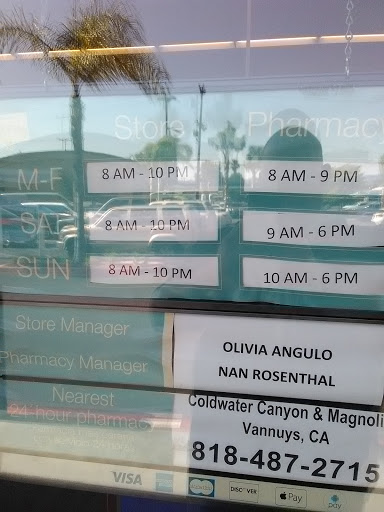 Store Pharmacy
M-F 8 AM - 10 PM 8 AM - 9 PM
SAT 8 AM - 10 PM 9 AM - 6 PM
SUN 8 AM - 10 PM 10 AM - 6 PM
Store Manager OLIVIA ANGULO
Pharmacy Manager NAN ROSENTHAL
Nearest
24-hour pharmac
Coldwater Canyon & Magnoli
Vannuys, CA
818-487-2715
VISA DISCOVER Pay pay